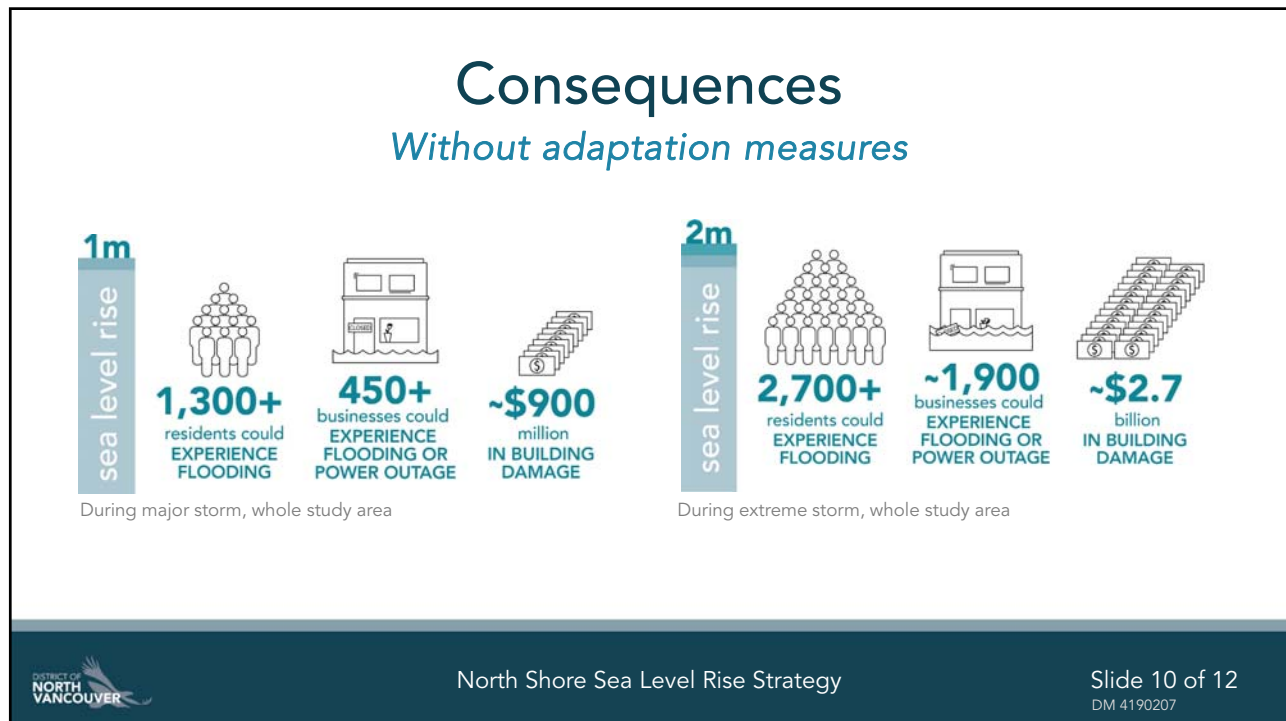 Consequences
Without adaptation measures
1m
sea level rise
CLOSED
1,300+
residents could
EXPERIENCE
FLOODING
450+
businesses could
EXPERIENCE
FLOODING OR
POWER OUTAGE
~$900
million
IN BUILDING
DAMAGE
During major storm, whole study area
2m
sea level rise
2,700+
residents could
EXPERIENCE
FLOODING
~1,900
businesses could
EXPERIENCE
FLOODING OR
POWER OUTAGE
~$2.7
billion
IN BUILDING
DAMAGE
During extreme storm, whole study area
DISTRICT OF
NORTH
VANCOUVER
North Shore Sea Level Rise Strategy
Slide 10 of 12
DM 4190207